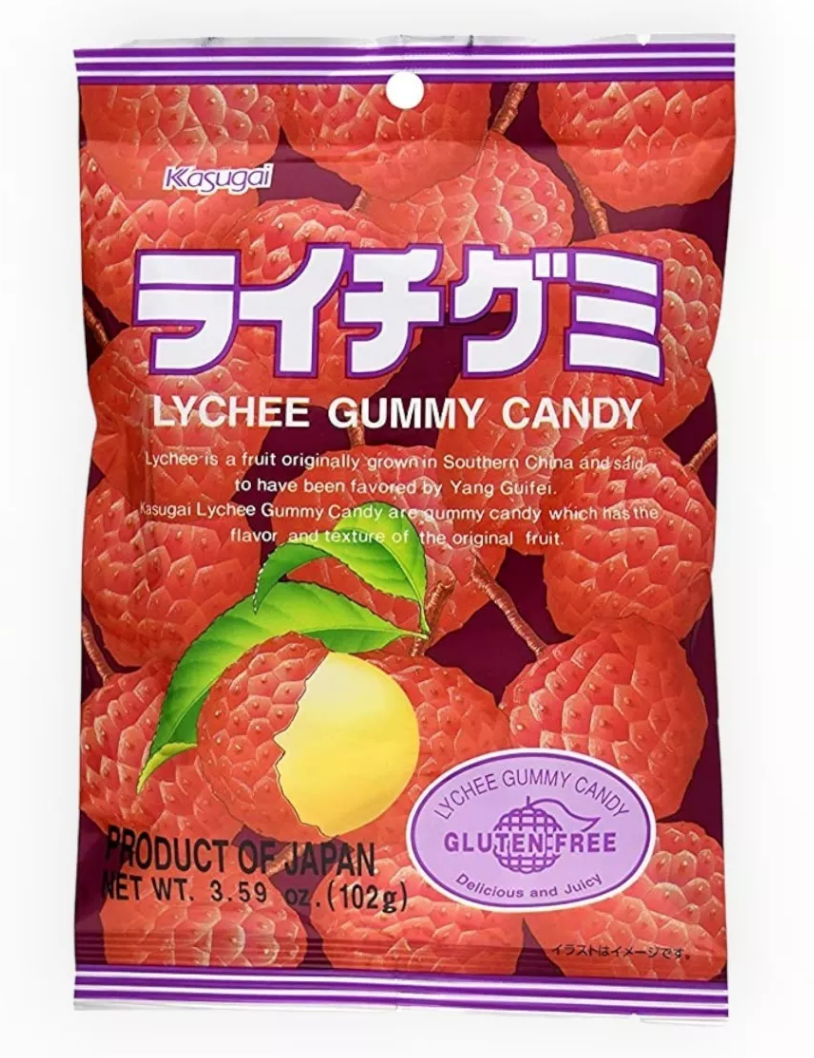 Kasugai
ライチグミ
LYCHEE GUMMY CANDY
Lychee is a fruit originally grown in Southern China and said
to have been favored by Yang Guifei.
Kasugai Lychee Gummy Candy are gummy candy which has the
flavor and texture of the original fruit.
PRODUCT OF JAPAN
NET WT. 3.59 oz.(102g)
LYCHEE GUMMY CANDY
GLUTEN-FREE
Delicious and Juicy
イラストはイメージです。